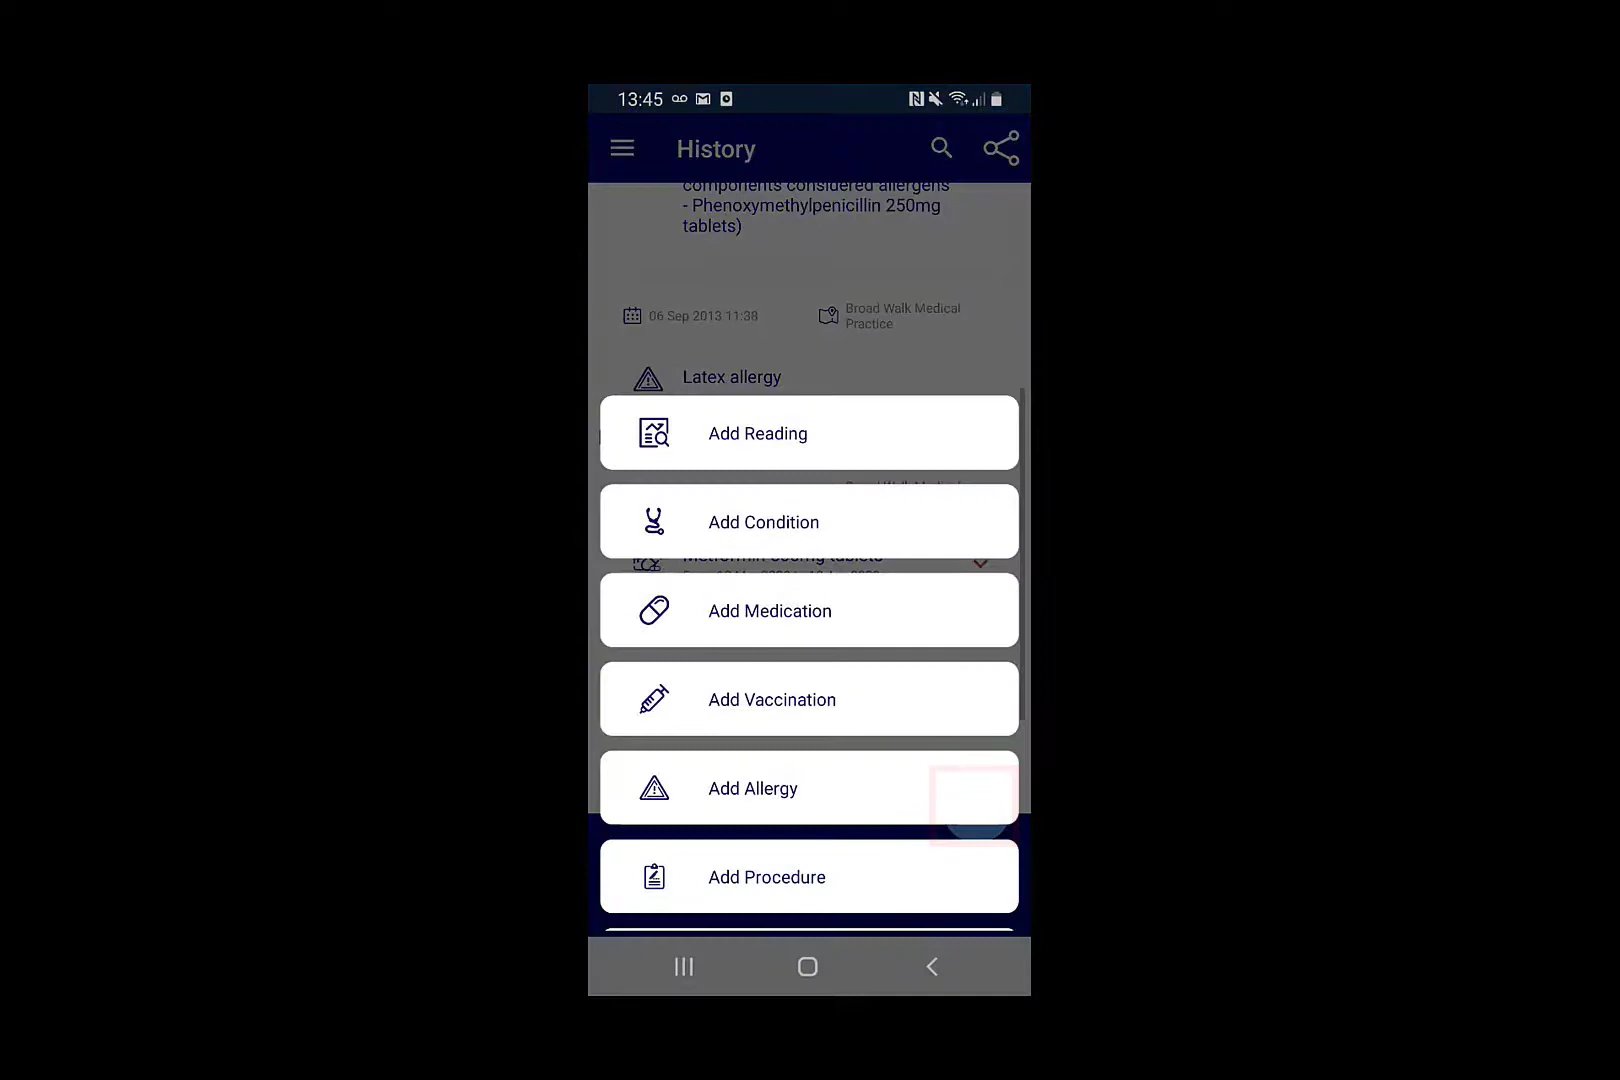 13:45
History
components considered allergens
- Phenoxymethylpenicillin 250mg
tablets)
06 Sep 2013 11:38
Broad Walk Medical
Practice
Latex allergy
Add Reading
Add Condition
Add Medication
Add Vaccination
Add Allergy
Add Procedure